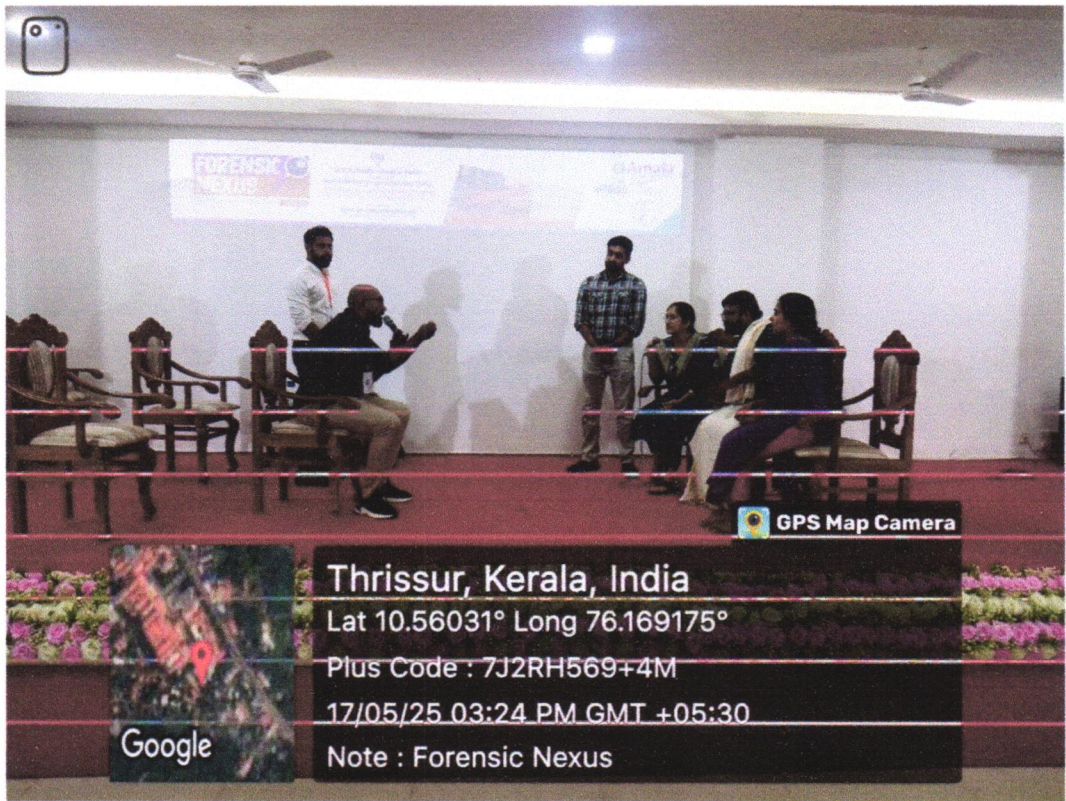 FORENSIC
NEXUS
Amala
GPS Map Camera
Thrissur, Kerala, India
Lat 10.56031° Long 76.169175°
Plus Code : 7J2RH569+4M
17/05/25 03:24 PM GMT +05:30
Note : Forensic Nexus
Google